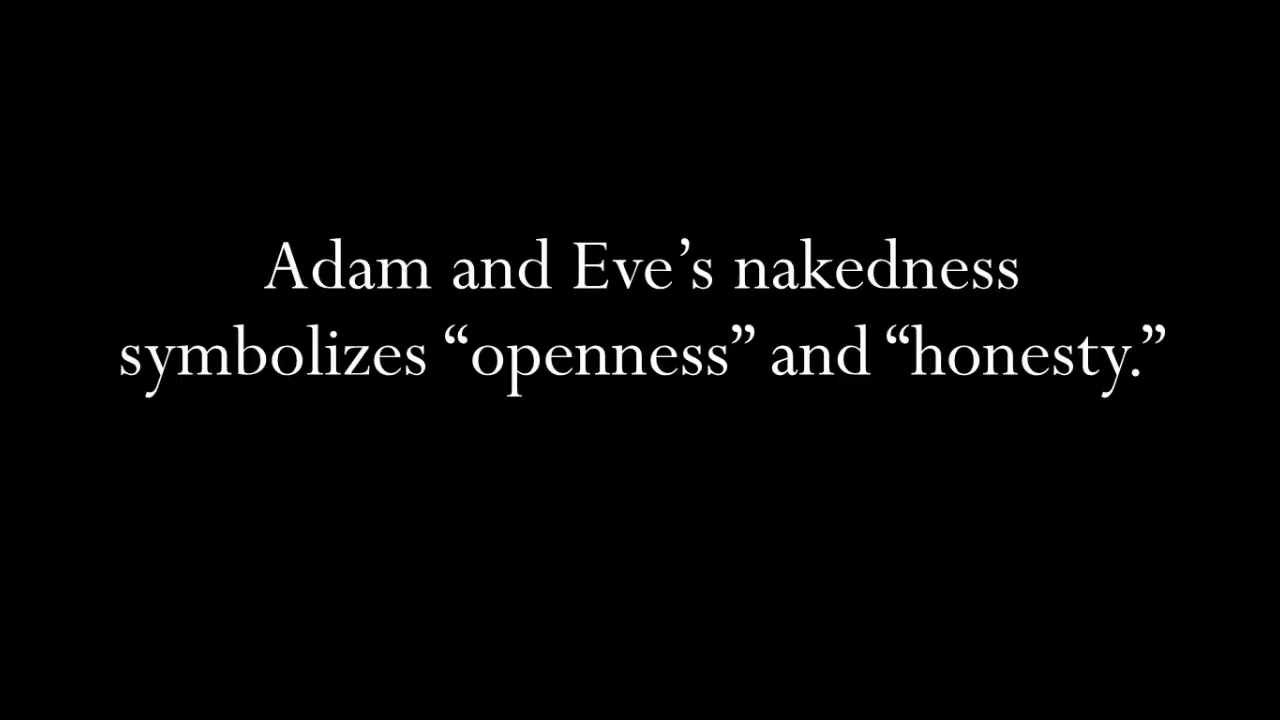 Adam and Eve’s nakedness
symbolizes “openness” and “honesty.”